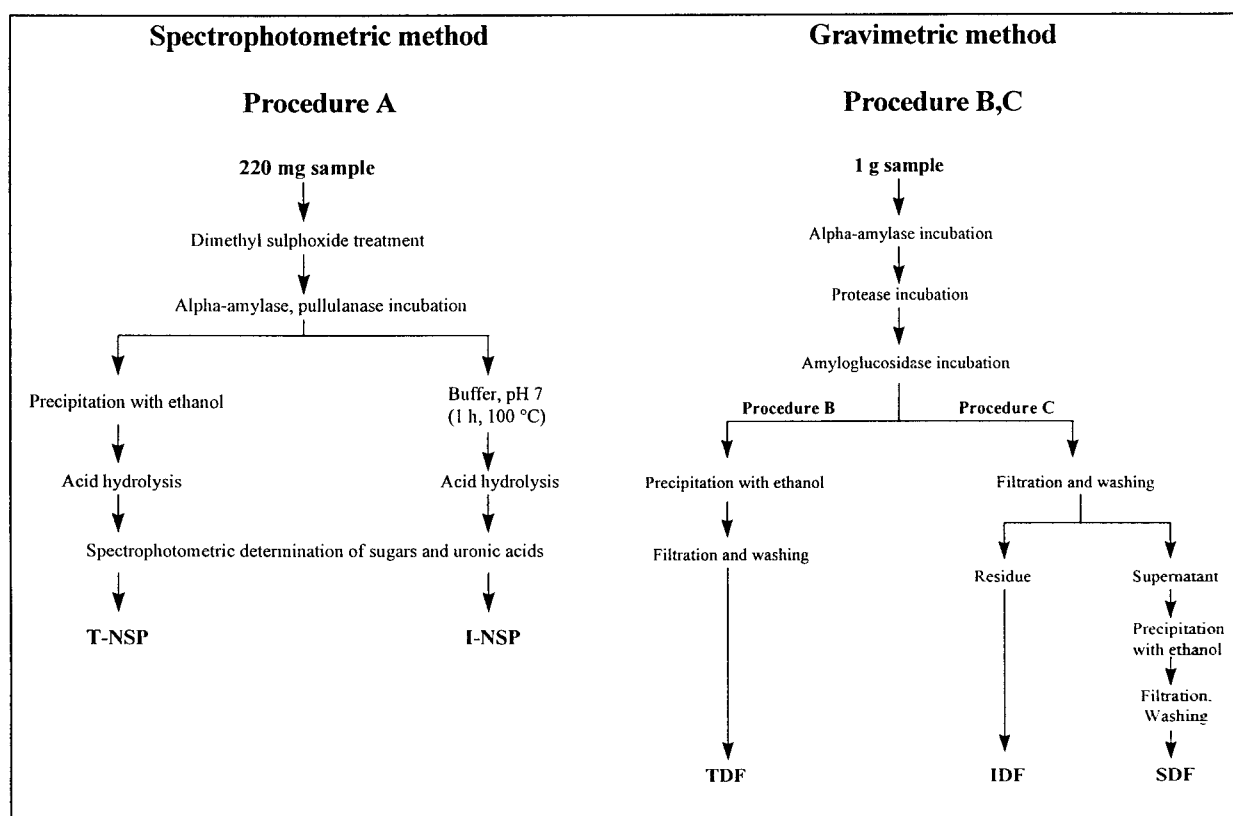 Spectrophotometric method
Procedure A
220 mg sample
Dimethyl sulphoxide treatment
Alpha-amylase, pullulanase incubation
Precipitation with ethanol
Buffer, pH 7
(1 h, 100 °C)
Acid hydrolysis
Acid hydrolysis
Spectrophotometric determination of sugars and uronic acids
T-NSP
I-NSP
Gravimetric method
Procedure B,C
1 g sample
Alpha-amylase incubation
Protease incubation
Amyloglucosidase incubation
Procedure B
Procedure C
Precipitation with ethanol
Filtration and washing
Filtration and washing
Residue
Supernatant
Precipitation
with ethanol
Filtration.
Washing
TDF
IDF
SDF